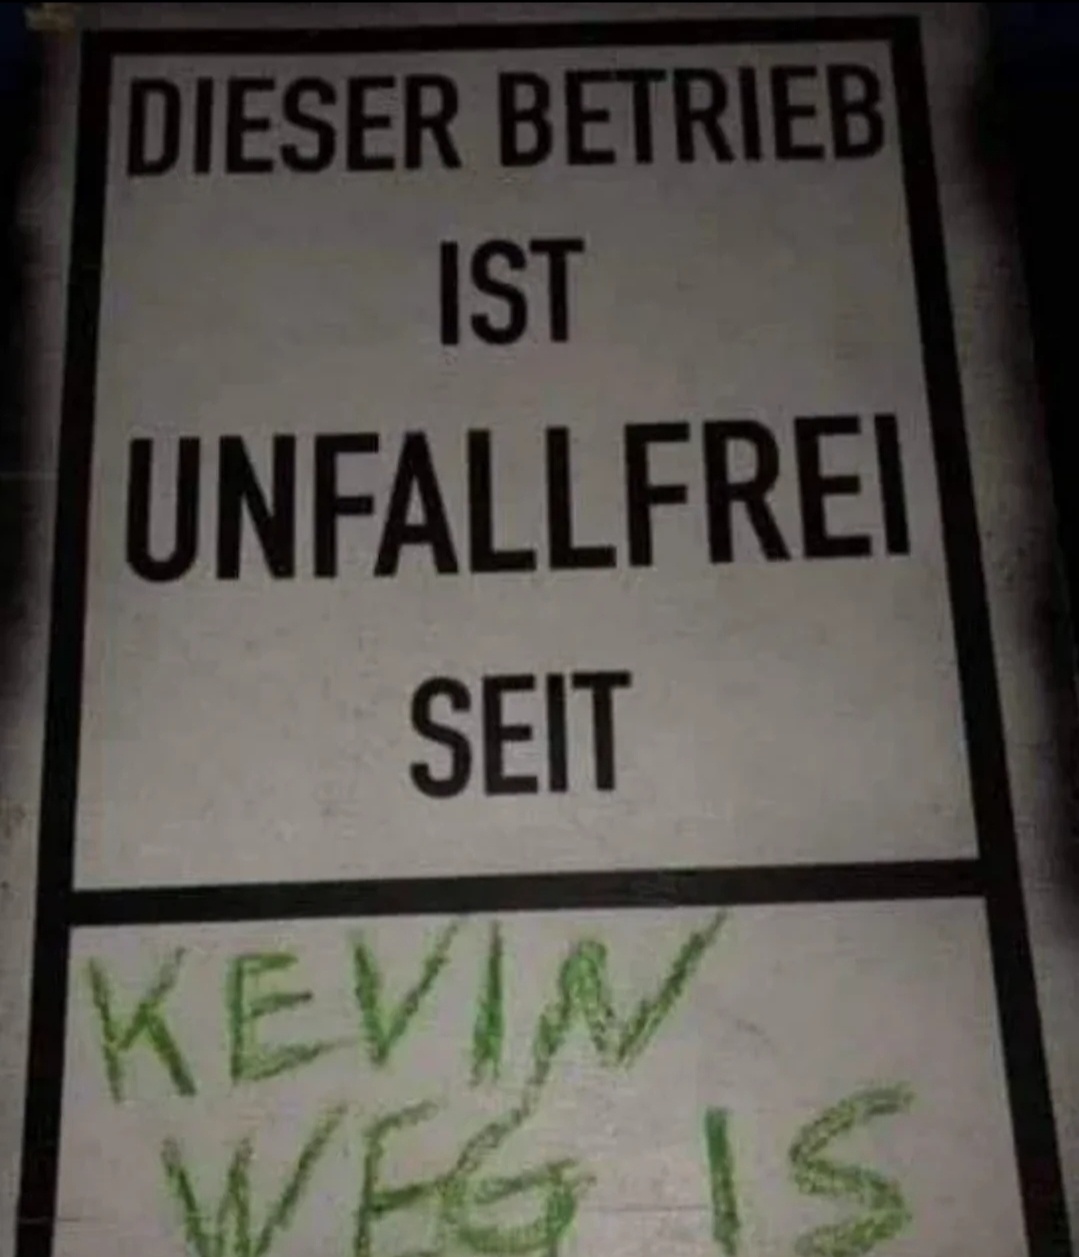 DIESER BETRIEB
IST
UNFALLFREI
SEIT
KEVIN
WEG IS